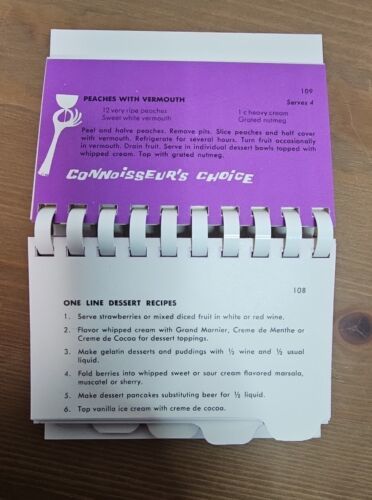 109
PEACHES WITH VERMOUTH
Serves 4
12 very ripe peaches
1 c heavy cream
Sweet white vermouth
Grated nutmeg
Peel and halve peaches. Remove pits. Slice peaches and half cover
with vermouth. Refrigerate for several hours. Turn fruit occasionally
in vermouth. Drain fruit. Serve in individual dessert bowls topped with
whipped cream. Top with grated nutmeg.
CONNOISSEUR'S CHOICE
108
ONE LINE DESSERT RECIPES
1. Serve strawberries or mixed diced fruit in white or red wine.
2. Flavor whipped cream with Grand Marnier, Creme de Menthe or
Creme de Cocoa for dessert toppings.
3. Make gelatin desserts and puddings with ½ wine and ½ usual
liquid.
4. Fold berries into whipped sweet or sour cream flavored marsala,
muscatel or sherry.
5. Make dessert pancakes substituting beer for ½ liquid.
6. Top vanilla ice cream with creme de cocoa.